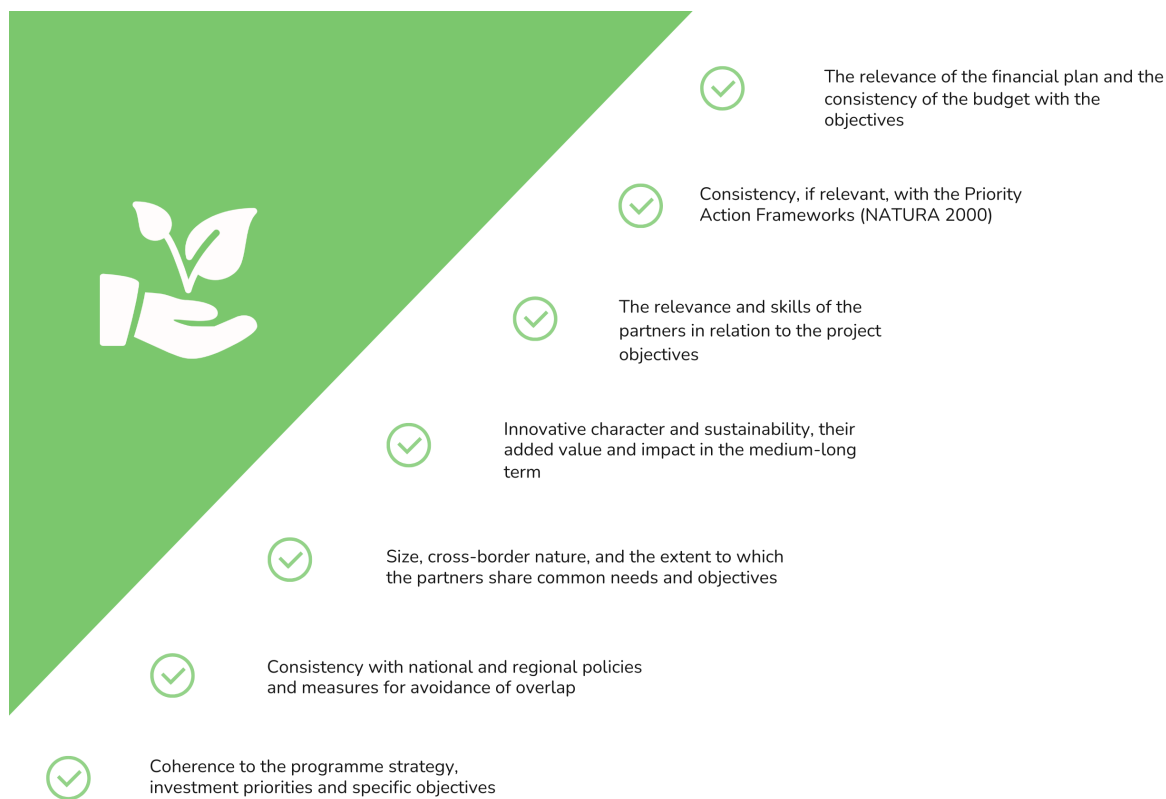 The relevance of the financial plan and the
consistency of the budget with the
objectives
Consistency, if relevant, with the Priority
Action Frameworks (NATURA 2000)
The relevance and skills of the
partners in relation to the project
objectives
Innovative character and sustainability, their
added value and impact in the medium-long
term
Size, cross-border nature, and the extent to which
the partners share common needs and objectives
Consistency with national and regional policies
and measures for avoidance of overlap
Coherence to the programme strategy,
investment priorities and specific objectives